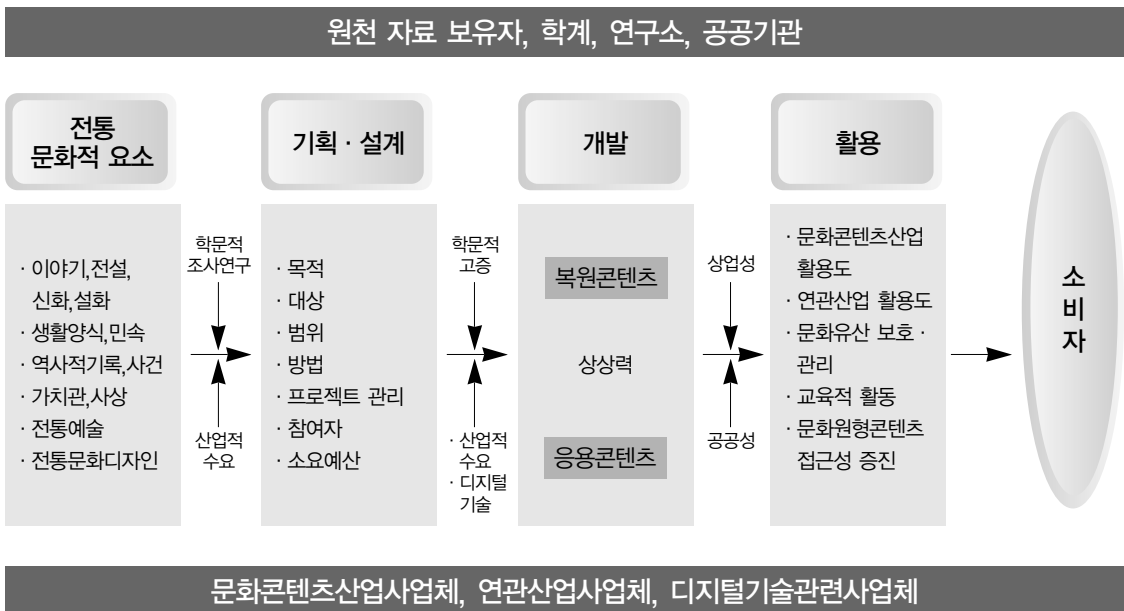 원천 자료 보유자, 학계, 연구소, 공공기관
전통
문화적 요소
기획 · 설계
개발
활용
· 이야기,전설,
신화,설화
· 생활양식,민속
· 역사적기록,사건
· 가치관,사상
· 전통예술
· 전통문화디자인
학문적
조사연구
산업적
수요
· 목적
· 대상
· 범위
· 방법
· 프로젝트 관리
· 참여자
· 소요예산
학문적
고증
· 산업적
수요
· 디지털
기술
복원콘텐츠
상상력
응용콘텐츠
상업성
공공성
· 문화콘텐츠산업
활용도
· 연관산업 활용도
· 문화유산 보호 ·
관리
· 교육적 활동
· 문화원형콘텐츠
접근성 증진
소
비
자
문화콘텐츠산업사업체, 연관산업사업체, 디지털기술관련사업체